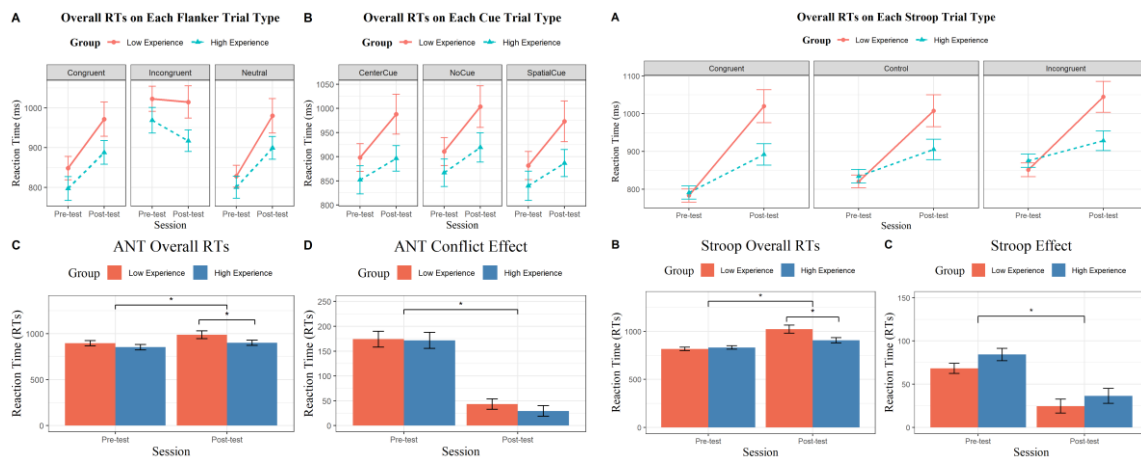 A
Overall RTs on Each Flanker Trial Type
Group Low Experience High Experience
Congruent Incongruent Neutral
Reaction Time (ms)
1000
900
800
Pre-test Post-test Pre-test Post-test Pre-test Post-test
Session
B
Overall RTs on Each Cue Trial Type
Group Low Experience High Experience
CenterCue NoCue SpatialCue
Reaction Time (ms)
1050
1000
950
900
850
800
Pre-test Post-test Pre-test Post-test Pre-test Post-test
Session
C
ANT Overall RTs
Group Low Experience High Experience
Reaction Time (RTs)
1000
500
0
* *
Pre-test Post-test
Session
D
ANT Conflict Effect
Group Low Experience High Experience
Reaction Time (RTs)
250
200
150
100
50
0
*
Pre-test Post-test
Session
A
Overall RTs on Each Stroop Trial Type
Group Low Experience High Experience
Congruent Control Incongruent
Reaction Time (ms)
1100
1000
900
800
Pre-test Post-test Pre-test Post-test Pre-test Post-test
Session
B
Stroop Overall RTs
Group Low Experience High Experience
Reaction Time (RTs)
1000
500
0
* *
Pre-test Post-test
Session
C
Stroop Effect
Group Low Experience High Experience
Reaction Time (RTs)
150
100
50
0
*
Pre-test Post-test
Session